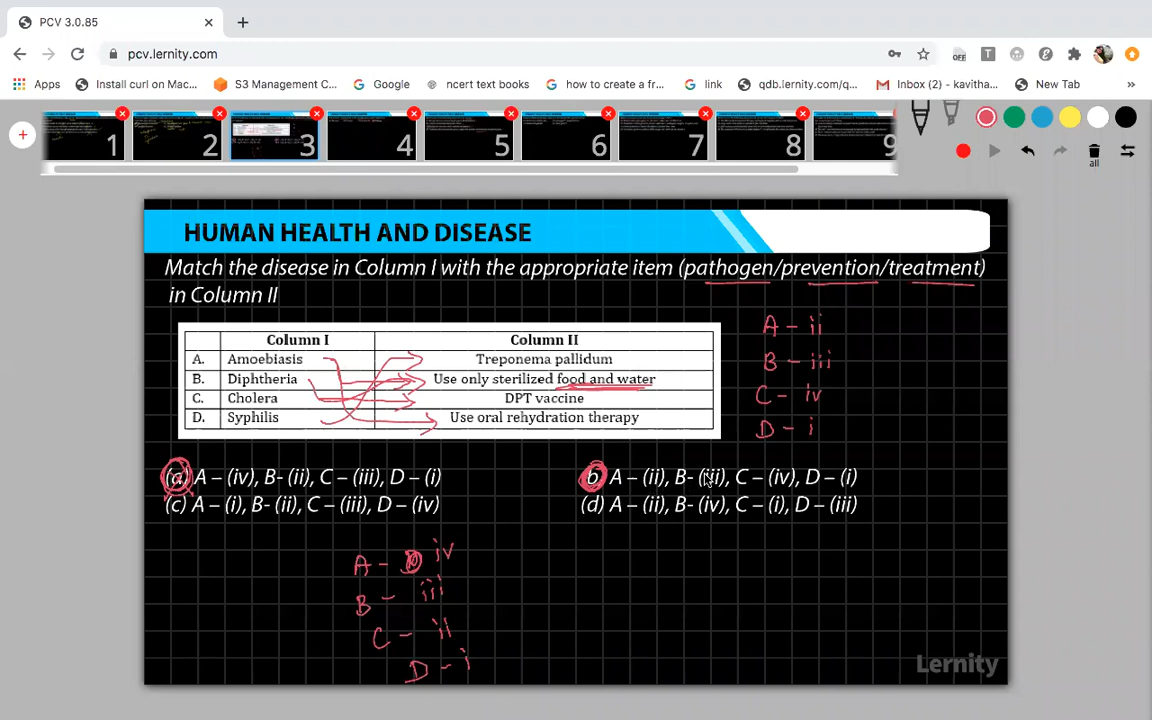 PCV 3.0.85
pcv.lernity.com
OFF
T
Apps
Install curl on Mac...
S3 Management C...
Google
ncert text books
how to create a fr...
link
qdb.lernity.com/q...
Inbox (2) - kavitha...
New Tab
»
1
2
3
4
5
6
7
8
9
all
HUMAN HEALTH AND DISEASE
Match the disease in Column I with the appropriate item (pathogen/prevention/treatment)
in Column II
Column I Column II
A. Amoebiasis Treponema pallidum
B. Diphtheria Use only sterilized food and water
C. Cholera DPT vaccine
D. Syphilis Use oral rehydration therapy
A - ii
B - iii
C - iv
D - i
(a) A – (iv), B- (ii), C – (iii), D – (i)
(b) A – (ii), B- (iii), C – (iv), D – (i)
(c) A – (i), B- (ii), C – (iii), D – (iv)
(d) A – (ii), B- (iv), C – (i), D – (iii)
A - iv
B - iii
C - ii
D - i
Lernity